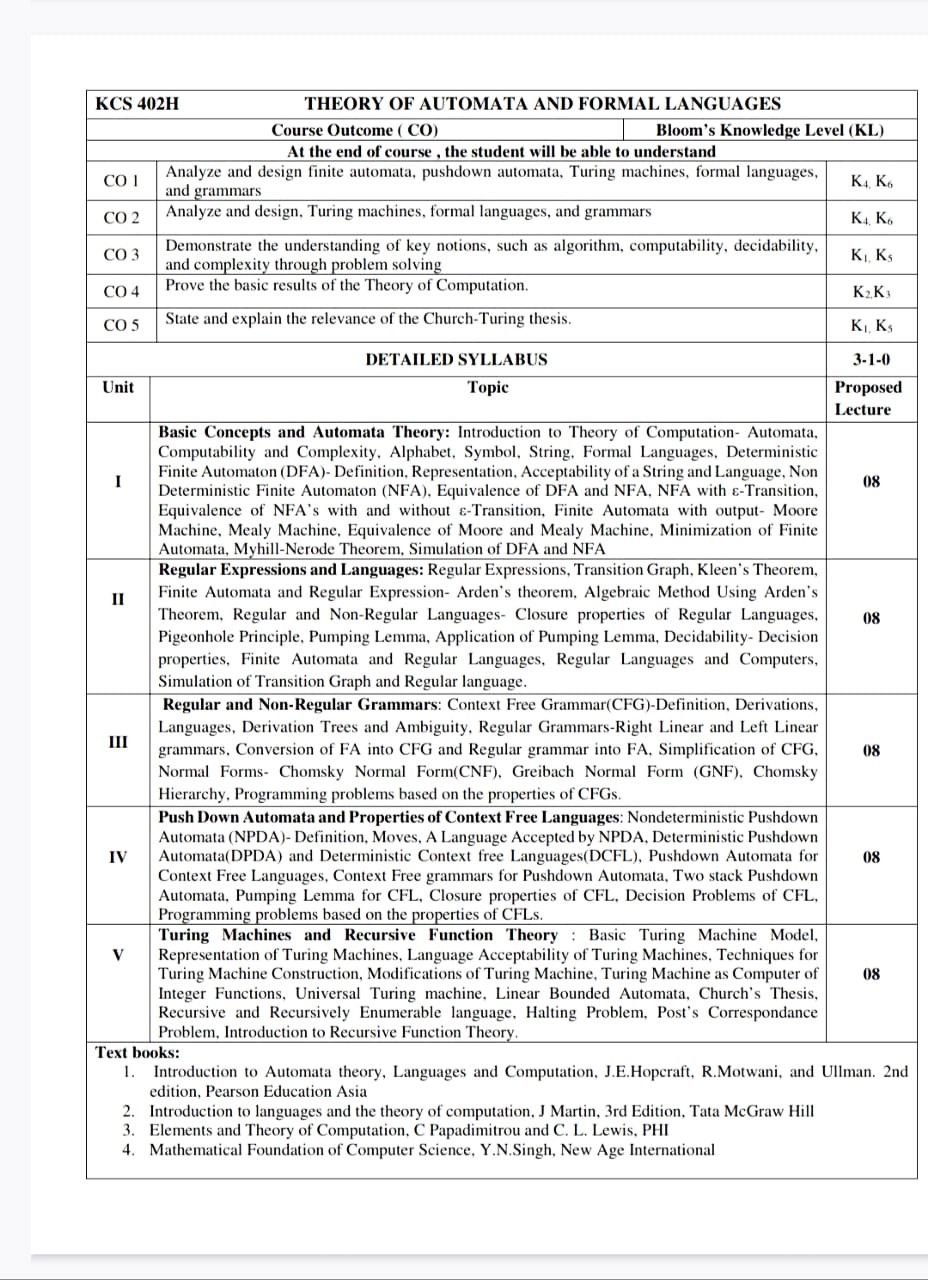 KCS 402H THEORY OF AUTOMATA AND FORMAL LANGUAGES
Course Outcome ( CO) Bloom's Knowledge Level (KL)
At the end of course , the student will be able to understand
CO 1 Analyze and design finite automata, pushdown automata, Turing machines, formal languages, and grammars K4, K6
CO 2 Analyze and design, Turing machines, formal languages, and grammars K4, K6
CO 3 Demonstrate the understanding of key notions, such as algorithm, computability, decidability, and complexity through problem solving K1, K5
CO 4 Prove the basic results of the Theory of Computation. K2,K3
CO 5 State and explain the relevance of the Church-Turing thesis. K1, K5
DETAILED SYLLABUS 3-1-0
Unit Topic Proposed Lecture
I
Basic Concepts and Automata Theory: Introduction to Theory of Computation- Automata,
Computability and Complexity, Alphabet, Symbol, String, Formal Languages, Deterministic
Finite Automaton (DFA)- Definition, Representation, Acceptability of a String and Language, Non
Deterministic Finite Automaton (NFA), Equivalence of DFA and NFA, NFA with ε-Transition,
Equivalence of NFA's with and without ε-Transition, Finite Automata with output- Moore
Machine, Mealy Machine, Equivalence of Moore and Mealy Machine, Minimization of Finite
Automata, Myhill-Nerode Theorem, Simulation of DFA and NFA
08
II
Regular Expressions and Languages: Regular Expressions, Transition Graph, Kleen's Theorem,
Finite Automata and Regular Expression- Arden's theorem, Algebraic Method Using Arden's
Theorem, Regular and Non-Regular Languages- Closure properties of Regular Languages,
Pigeonhole Principle, Pumping Lemma, Application of Pumping Lemma, Decidability- Decision
properties, Finite Automata and Regular Languages, Regular Languages and Computers,
Simulation of Transition Graph and Regular language.
08
III
Regular and Non-Regular Grammars: Context Free Grammar(CFG)-Definition, Derivations,
Languages, Derivation Trees and Ambiguity, Regular Grammars-Right Linear and Left Linear
grammars, Conversion of FA into CFG and Regular grammar into FA, Simplification of CFG,
Normal Forms- Chomsky Normal Form(CNF), Greibach Normal Form (GNF), Chomsky
Hierarchy, Programming problems based on the properties of CFGs.
08
IV
Push Down Automata and Properties of Context Free Languages: Nondeterministic Pushdown
Automata (NPDA)- Definition, Moves, A Language Accepted by NPDA, Deterministic Pushdown
Automata(DPDA) and Deterministic Context free Languages(DCFL), Pushdown Automata for
Context Free Languages, Context Free grammars for Pushdown Automata, Two stack Pushdown
Automata, Pumping Lemma for CFL, Closure properties of CFL, Decision Problems of CFL,
Programming problems based on the properties of CFLs.
08
V
Turing Machines and Recursive Function Theory : Basic Turing Machine Model,
Representation of Turing Machines, Language Acceptability of Turing Machines, Techniques for
Turing Machine Construction, Modifications of Turing Machine, Turing Machine as Computer of
Integer Functions, Universal Turing machine, Linear Bounded Automata, Church's Thesis,
Recursive and Recursively Enumerable language, Halting Problem, Post's Correspondance
Problem, Introduction to Recursive Function Theory.
08
Text books:
1. Introduction to Automata theory, Languages and Computation, J.E.Hopcraft, R.Motwani, and Ullman. 2nd
edition, Pearson Education Asia
2. Introduction to languages and the theory of computation, J Martin, 3rd Edition, Tata McGraw Hill
3. Elements and Theory of Computation, C Papadimitrou and C. L. Lewis, PHI
4. Mathematical Foundation of Computer Science, Y.N.Singh, New Age International